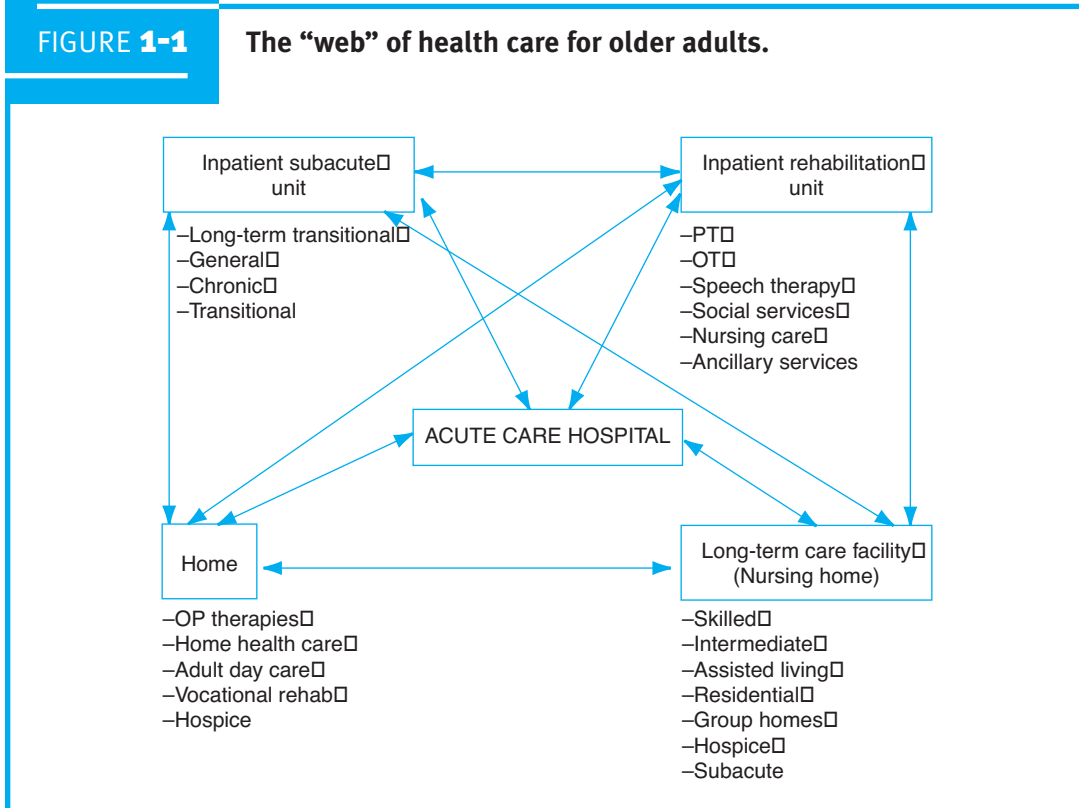 FIGURE 1-1 The “web” of health care for older adults.
Inpatient subacute□
unit
–Long-term transitional□
–General□
–Chronic□
–Transitional
Inpatient rehabilitation□
unit
–PT□
–OT□
–Speech therapy□
–Social services□
–Nursing care□
–Ancillary services
ACUTE CARE HOSPITAL
Home
–OP therapies□
–Home health care□
–Adult day care□
–Vocational rehab□
–Hospice
Long-term care facility□
(Nursing home)
–Skilled□
–Intermediate□
–Assisted living□
–Residential□
–Group homes□
–Hospice□
–Subacute